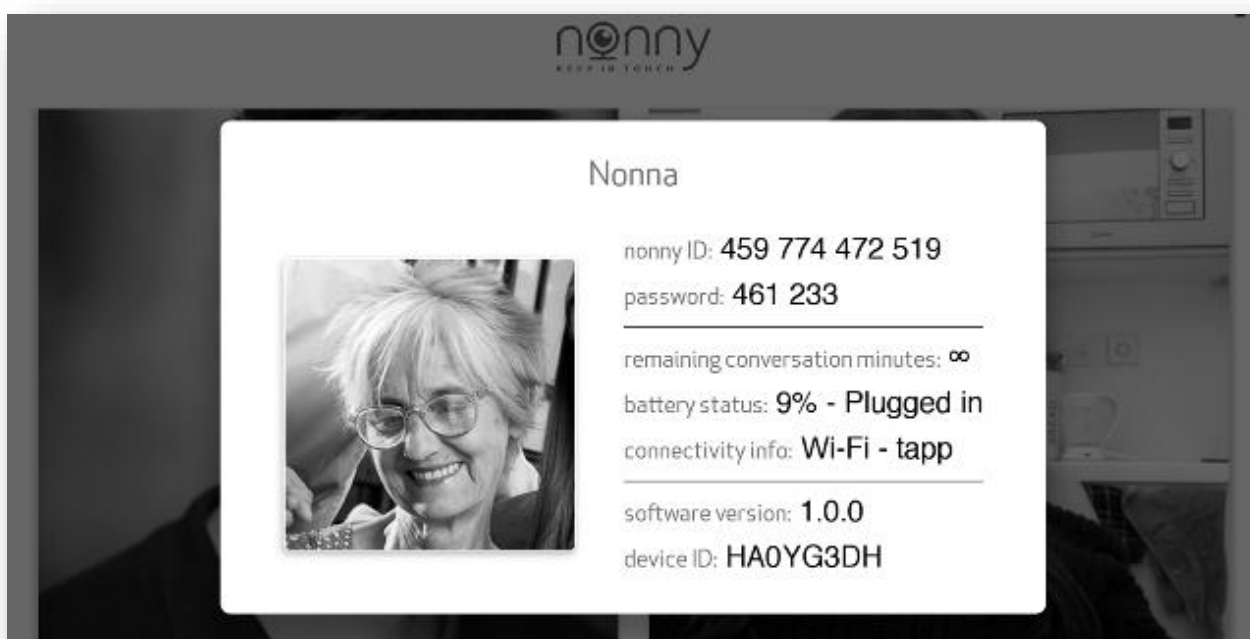 nonny
KEEP IN TOUCH
Nonna
nonny ID: 459 774 472 519
password: 461 233
remaining conversation minutes: ∞
battery status: 9% - Plugged in
connectivity info: Wi-Fi - tapp
software version: 1.0.0
device ID: HA0YG3DH